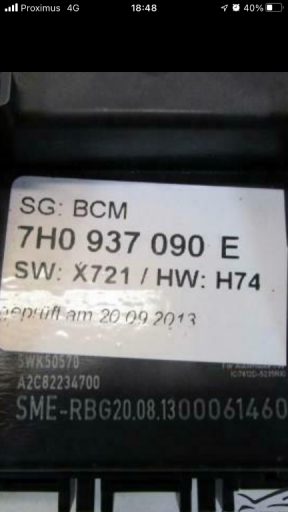 Proximus 4G 18:48 40%
SG: BCM
7H0 937 090 E
SW: X721 / HW: H74
geprüft am 20.09.2013
SWK50570
A2C82234700
SME-RBG20.08.1300061460